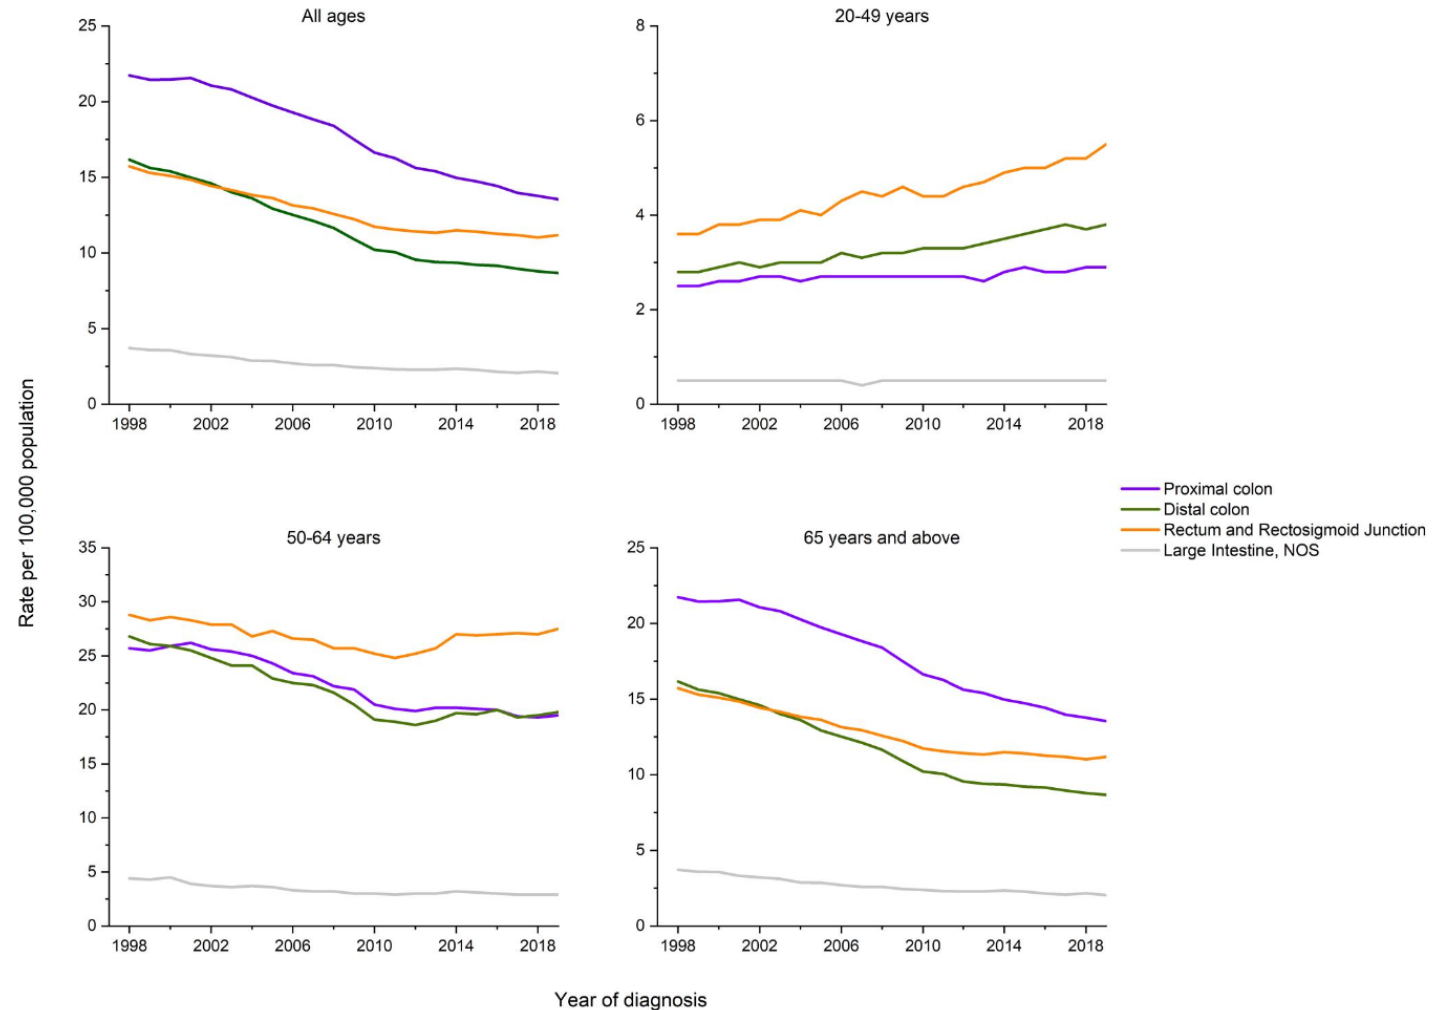 All ages
25
20
15
10
5
0
1998 2002 2006 2010 2014 2018
20-49 years
8
6
4
2
0
1998 2002 2006 2010 2014 2018
Rate per 100,000 population
50-64 years
35
30
25
20
15
10
5
0
1998 2002 2006 2010 2014 2018
65 years and above
25
20
15
10
5
0
1998 2002 2006 2010 2014 2018
Proximal colon
Distal colon
Rectum and Rectosigmoid Junction
Large Intestine, NOS
Year of diagnosis